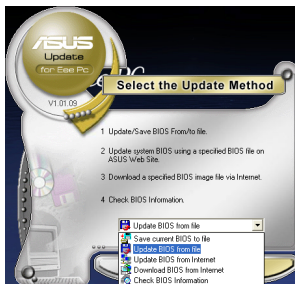 ASUS
Update
for Eee Pc
V1.01.09
Select the Update Method
1 Update/Save BIOS From/to file.
2 Update system BIOS using a specified BIOS file on
ASUS Web Site.
3 Download a specified BIOS image file via Internet.
4 Check BIOS Information.
Update BIOS from file
Save current BIOS to file
Update BIOS from file
Update BIOS from Internet
Download BIOS from Internet
Check BIOS Information